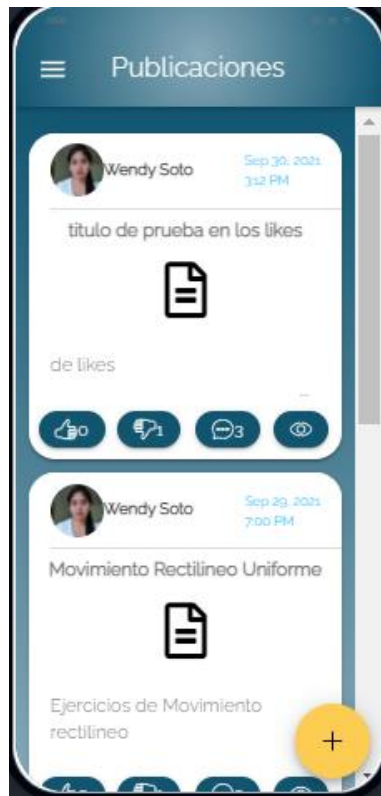 Publicaciones
Wendy Soto
Sep 30, 2021
3:12 PM
titulo de prueba en los likes
de likes
...
0
1
3
Wendy Soto
Sep 29, 2021
7:00 PM
Movimiento Rectilineo Uniforme
Ejercicios de Movimiento
rectilineo
+